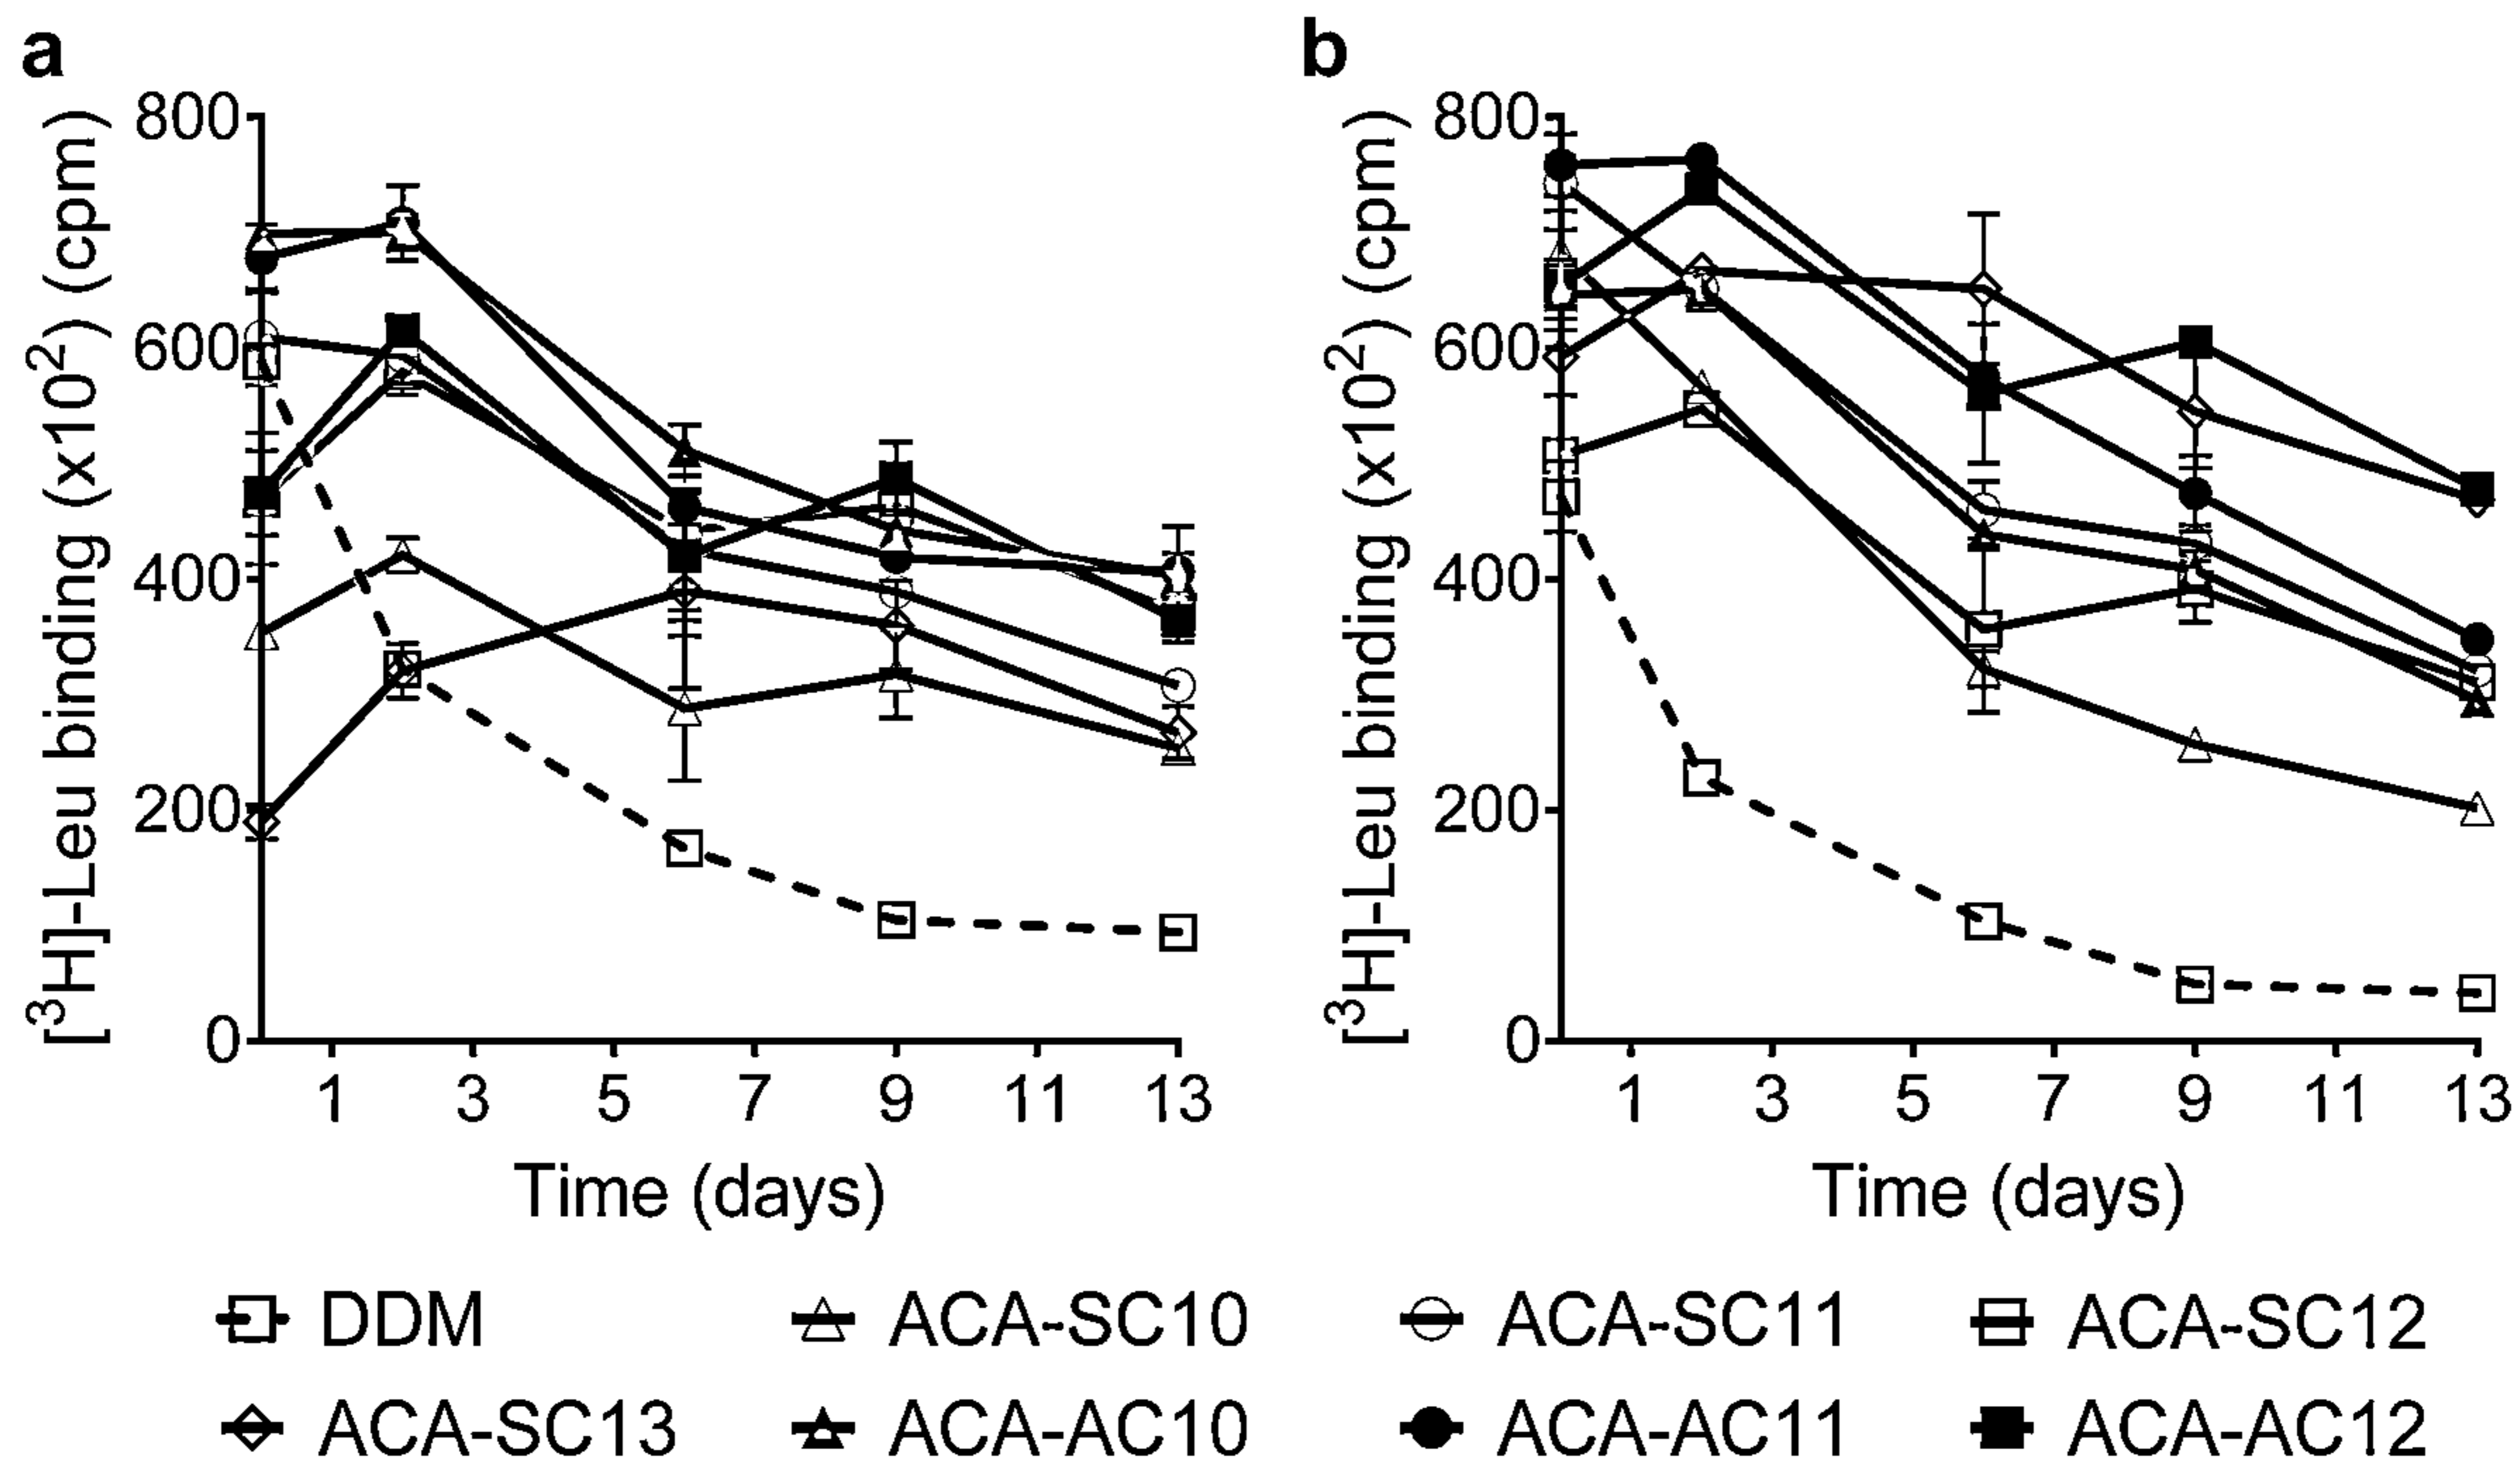 a
[³H]-Leu binding (x10²) (cpm)
800
600
400
200
0
1 3 5 7 9 11 13
Time (days)
b
[³H]-Leu binding (x10²) (cpm)
800
600
400
200
0
1 3 5 7 9 11 13
Time (days)
DDM ACA-SC10 ACA-SC11 ACA-SC12
ACA-SC13 ACA-AC10 ACA-AC11 ACA-AC12